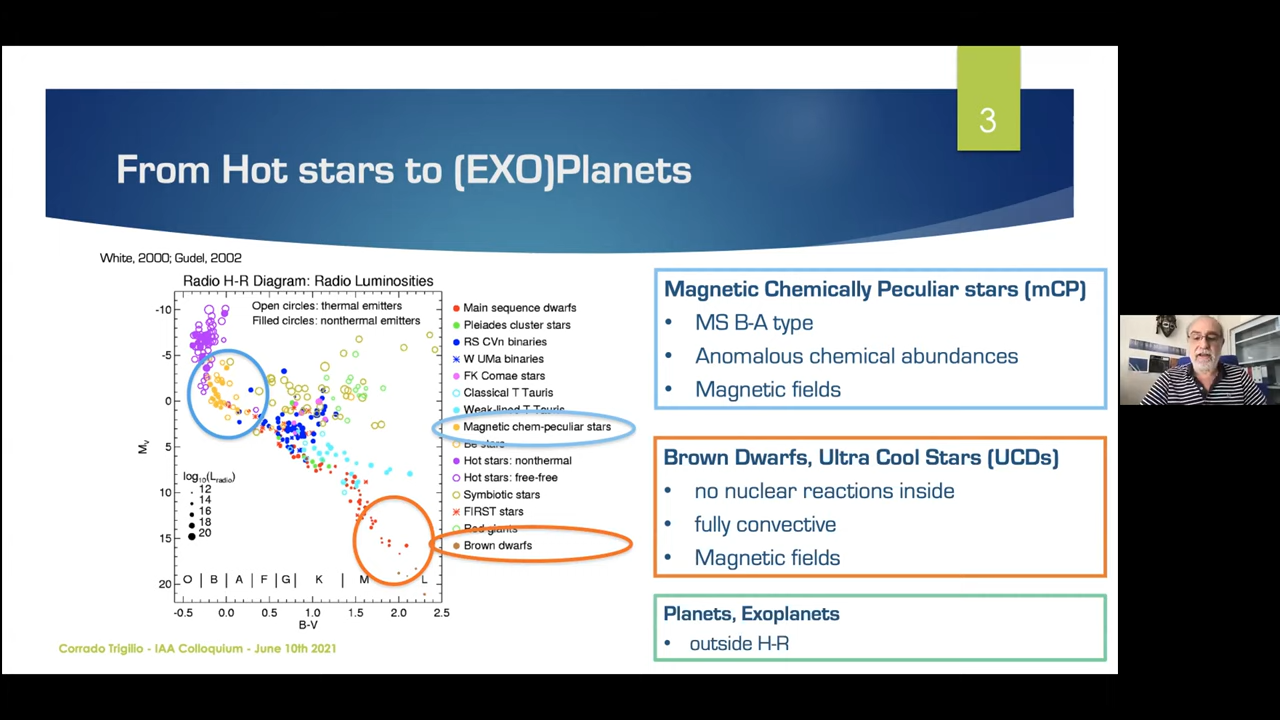 3
From Hot stars to (EXO)Planets
White, 2000; Gudel, 2002
Radio H-R Diagram: Radio Luminosities
Open circles: thermal emitters
Filled circles: nonthermal emitters
-10
-5
0
5
10
15
20
Mv
log10(Lradio)
12
14
16
18
20
O | B | A | F | G | K | M L
-0.5 0.0 0.5 1.0 1.5 2.0 2.5
B-V
Main sequence dwarfs
Pleiades cluster stars
RS CVn binaries
W UMa binaries
FK Comae stars
Classical T Tauris
Weak-lined T Tauris
Magnetic chem-peculiar stars
Be stars
Hot stars: nonthermal
Hot stars: free-free
Symbiotic stars
FIRST stars
Red giants
Brown dwarfs
Magnetic Chemically Peculiar stars (mCP)
• MS B-A type
• Anomalous chemical abundances
• Magnetic fields
Brown Dwarfs, Ultra Cool Stars (UCDs)
• no nuclear reactions inside
• fully convective
• Magnetic fields
Planets, Exoplanets
• outside H-R
Corrado Trigilio - IAA Colloquium - June 10th 2021